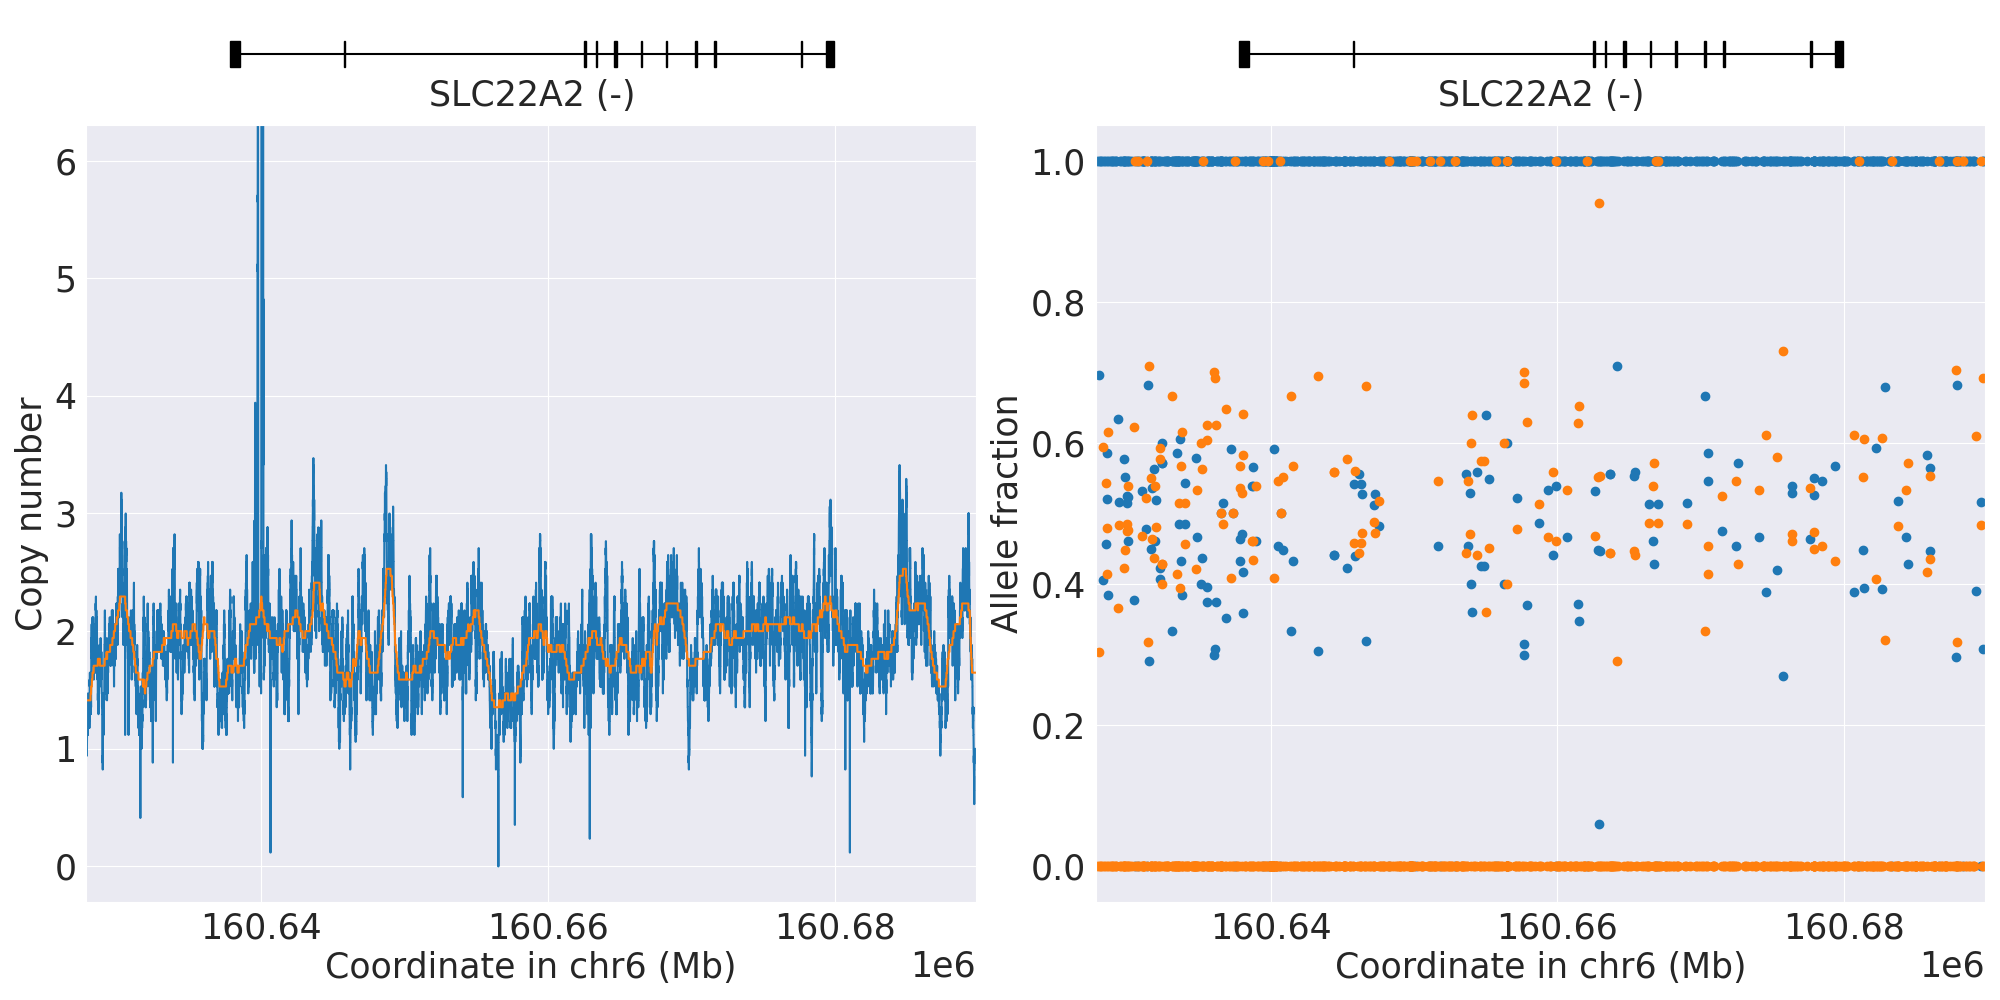 SLC22A2 (-)
Copy number
6
5
4
3
2
1
0
160.64
160.66
160.68
Coordinate in chr6 (Mb)
1e6
SLC22A2 (-)
Allele fraction
1.0
0.8
0.6
0.4
0.2
0.0
160.64
160.66
160.68
Coordinate in chr6 (Mb)
1e6